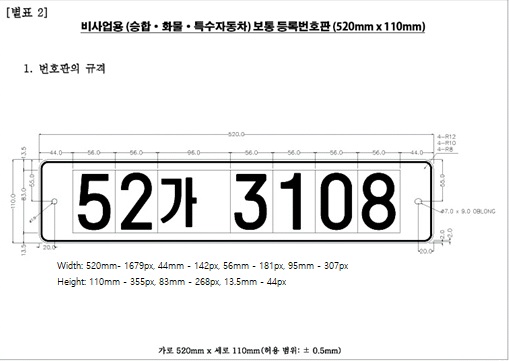 [별표 2]
비사업용 (승합·화물·특수자동차) 보통 등록번호판 (520mm x 110mm)
1. 번호판의 규격
520.0
4-R12
4-R10
4-R8
44.0 56.0 56.0 95.0 56.0 56.0 56.0 56.0 44.0
13.5
110.0
83.0
13.5
52가 3108
ø7.0 x 9.0 OBLONG
20.0
20.0
2.0
Width: 520mm- 1679px, 44mm - 142px, 56mm - 181px, 95mm - 307px
Height: 110mm - 355px, 83mm - 268px, 13.5mm - 44px
가로 520mm x 세로 110mm(허용 범위: ± 0.5mm)